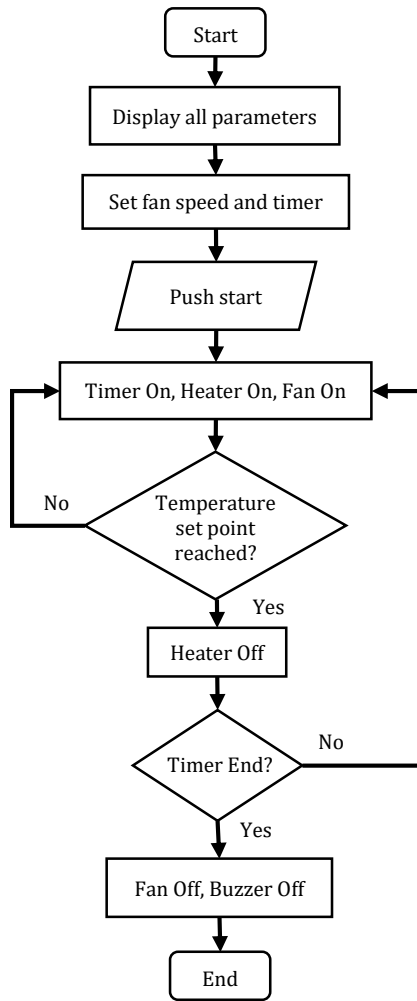 Start
Display all parameters
Set fan speed and timer
Push start
Timer On, Heater On, Fan On
No
Temperature
set point
reached?
Yes
Heater Off
No
Timer End?
Yes
Fan Off, Buzzer Off
End